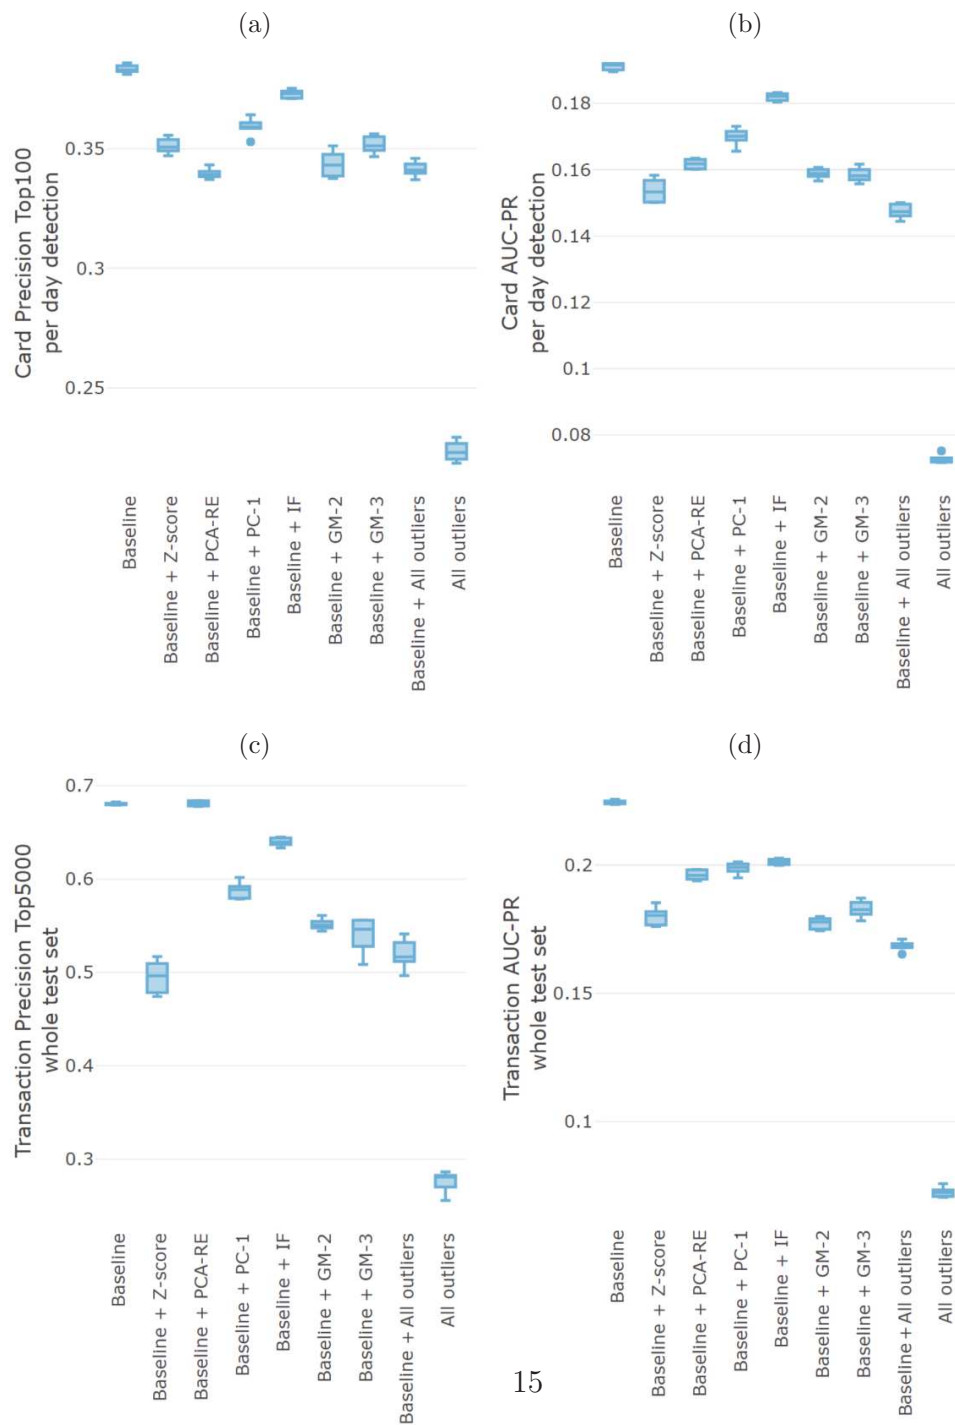 (a)
Card Precision Top100
per day detection
0.35
0.3
0.25
Baseline
Baseline + Z-score
Baseline + PCA-RE
Baseline + PC-1
Baseline + IF
Baseline + GM-2
Baseline + GM-3
Baseline + All outliers
All outliers
(b)
Card AUC-PR
per day detection
0.18
0.16
0.14
0.12
0.1
0.08
Baseline
Baseline + Z-score
Baseline + PCA-RE
Baseline + PC-1
Baseline + IF
Baseline + GM-2
Baseline + GM-3
Baseline + All outliers
All outliers
(c)
Transaction Precision Top5000
whole test set
0.7
0.6
0.5
0.4
0.3
Baseline
Baseline + Z-score
Baseline + PCA-RE
Baseline + PC-1
Baseline + IF
Baseline + GM-2
Baseline + GM-3
Baseline + All outliers
All outliers
(d)
Transaction AUC-PR
whole test set
0.2
0.15
0.1
Baseline
Baseline + Z-score
Baseline + PCA-RE
Baseline + PC-1
Baseline + IF
Baseline + GM-2
Baseline + GM-3
Baseline + All outliers
All outliers
15